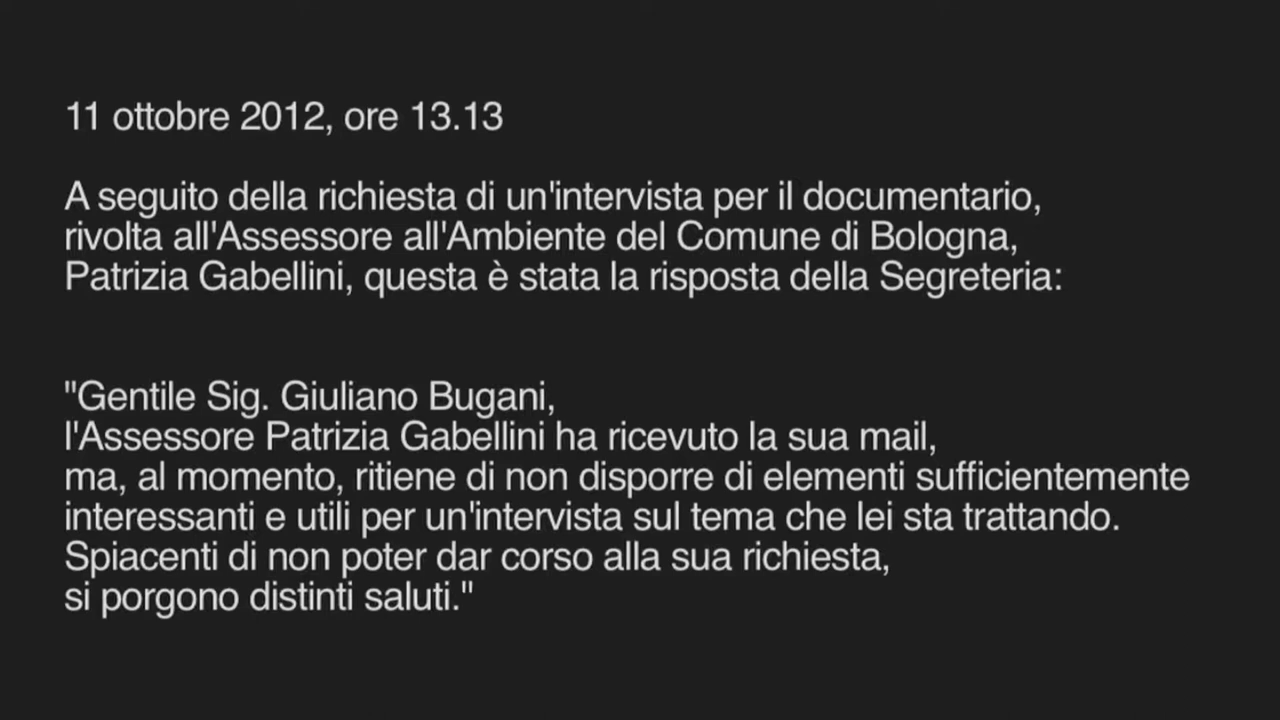 11 ottobre 2012, ore 13.13
A seguito della richiesta di un'intervista per il documentario,
rivolta all'Assessore all'Ambiente del Comune di Bologna,
Patrizia Gabellini, questa è stata la risposta della Segreteria:
"Gentile Sig. Giuliano Bugani,
l'Assessore Patrizia Gabellini ha ricevuto la sua mail,
ma, al momento, ritiene di non disporre di elementi sufficientemente
interessanti e utili per un'intervista sul tema che lei sta trattando.
Spiacenti di non poter dar corso alla sua richiesta,
si porgono distinti saluti."